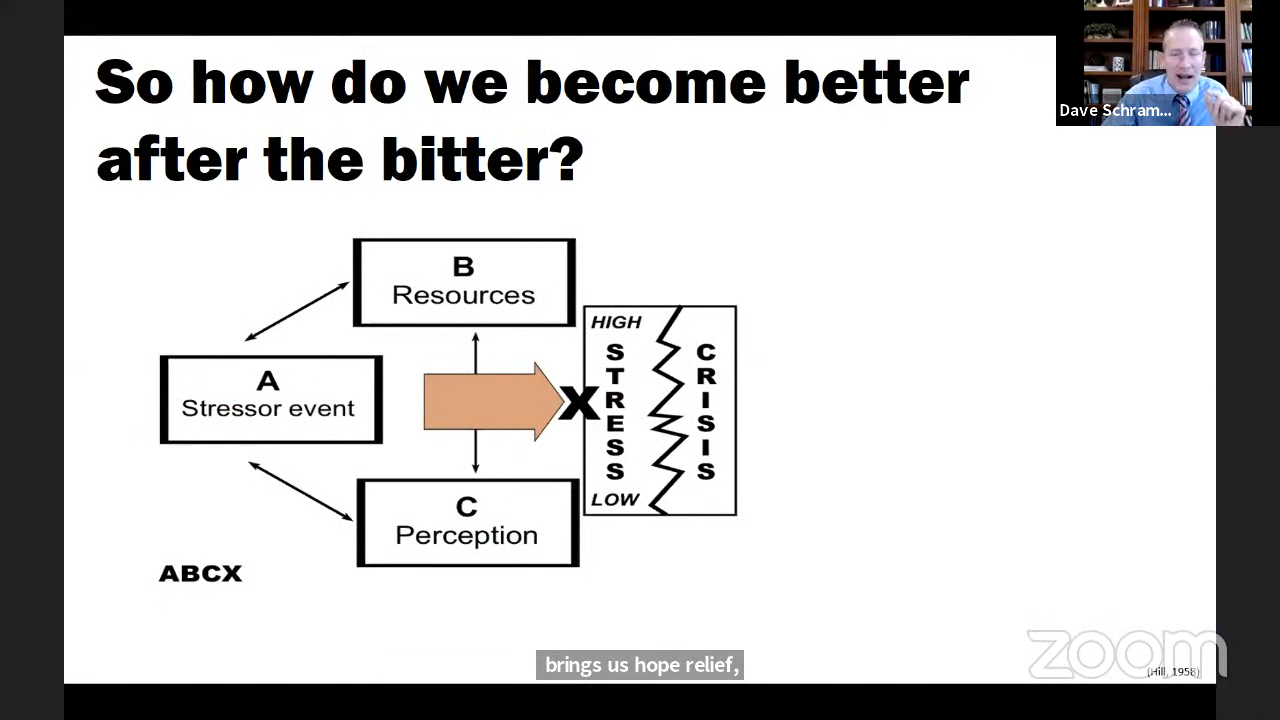 So how do we become better
after the bitter?
Dave Schram...
B
Resources
A
Stressor event
C
Perception
X
HIGH
STRESS
LOW
CRISIS
ABCX
brings us hope relief,
zoom
(Hill, 1958)